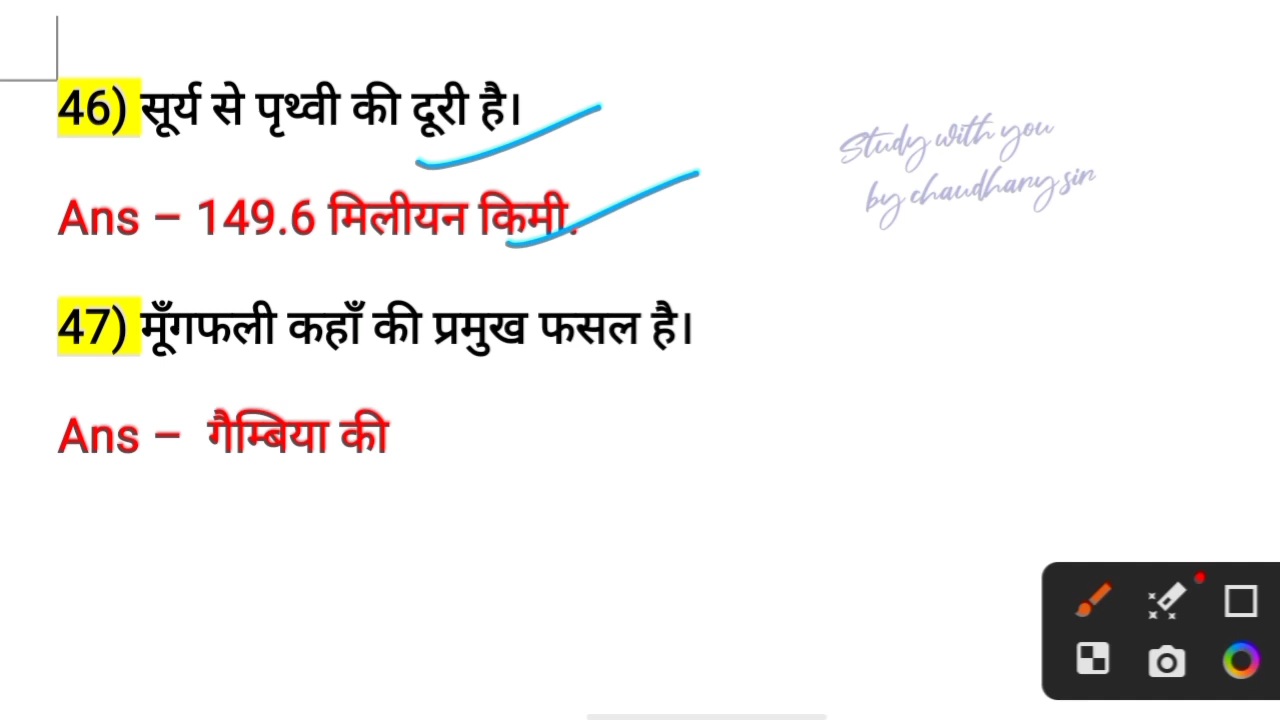 46) सूर्य से पृथ्वी की दूरी है।
Study with you
by chaudhary sir
Ans – 149.6 मिलीयन किमी.
47) मूँगफली कहाँ की प्रमुख फसल है।
Ans – गैम्बिया की